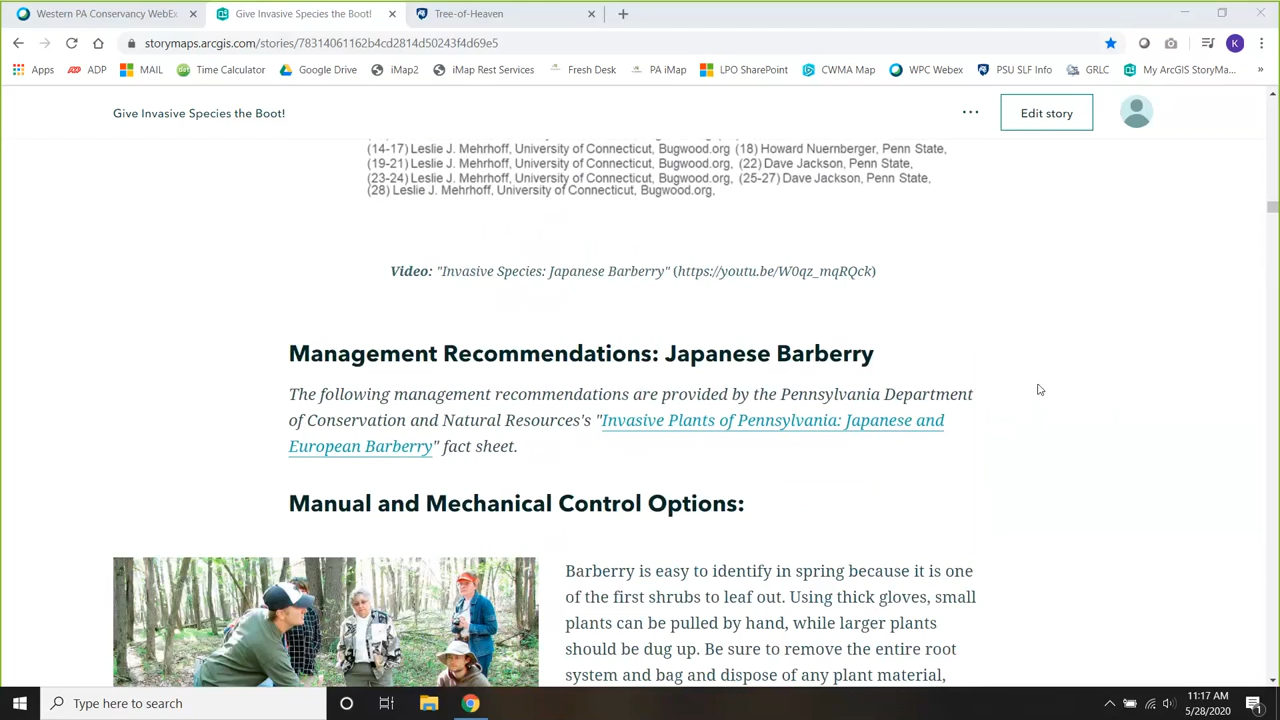 Western PA Conservancy WebEx
Give Invasive Species the Boot!
Tree-of-Heaven
storymaps.arcgis.com/stories/78314061162b4cd2814d50243f4d69e5
K
Apps ADP MAIL Time Calculator Google Drive iMap2 iMap Rest Services Fresh Desk PA iMap LPO SharePoint CWMA Map WPC Webex PSU SLF Info GRLC My ArcGIS StoryMa... »
Give Invasive Species the Boot!
Edit story
(14-17) Leslie J. Mehrhoff, University of Connecticut, Bugwood.org (18) Howard Nuernberger, Penn State,
(19-21) Leslie J. Mehrhoff, University of Connecticut, Bugwood.org, (22) Dave Jackson, Penn State,
(23-24) Leslie J. Mehrhoff, University of Connecticut, Bugwood.org, (25-27) Dave Jackson, Penn State,
(28) Leslie J. Mehrhoff, University of Connecticut, Bugwood.org,
Video: "Invasive Species: Japanese Barberry" (https://youtu.be/W0qz_mqRQck)
Management Recommendations: Japanese Barberry
The following management recommendations are provided by the Pennsylvania Department
of Conservation and Natural Resources's "Invasive Plants of Pennsylvania: Japanese and
European Barberry" fact sheet.
Manual and Mechanical Control Options:
Barberry is easy to identify in spring because it is one
of the first shrubs to leaf out. Using thick gloves, small
plants can be pulled by hand, while larger plants
should be dug up. Be sure to remove the entire root
system and bag and dispose of any plant material,
Type here to search
11:17 AM
5/28/2020
1